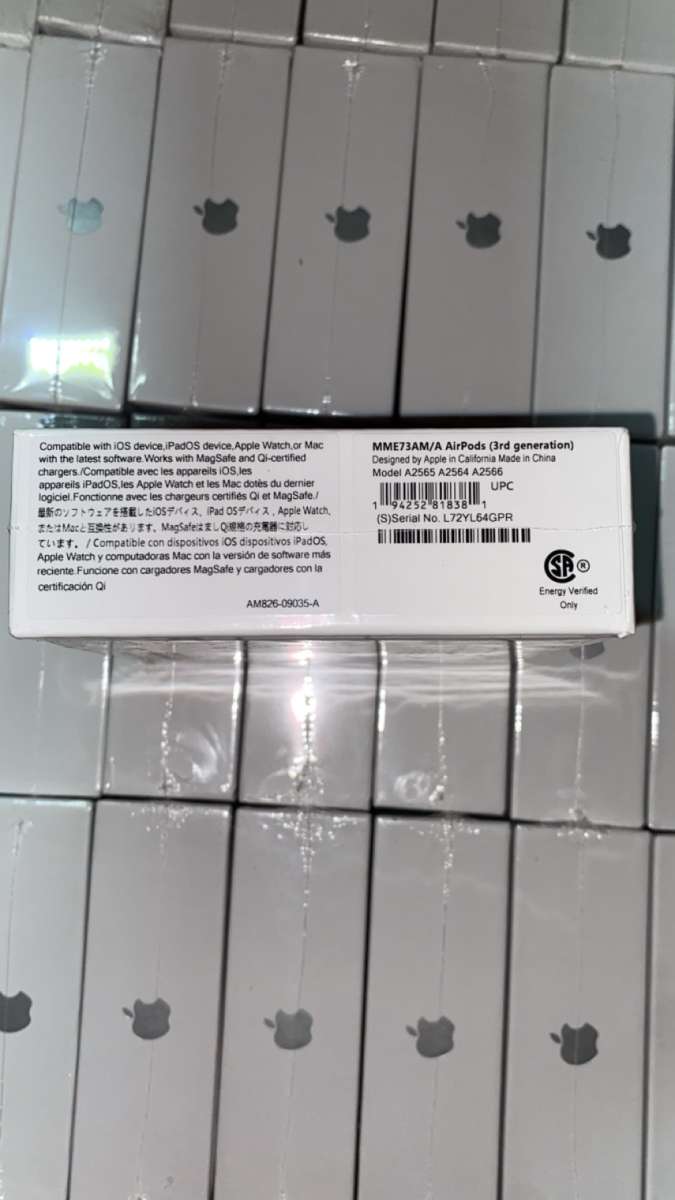 Compatible with iOS device,iPadOS device,Apple Watch,or Mac
with the latest software.Works with MagSafe and Qi-certified
chargers./Compatible avec les appareils iOS,les
appareils iPadOS,les Apple Watch et les Mac dotès du dernier
logiciel.Fonctionne avec les chargeurs certifiés Qi et MagSafe./
最新のソフトウェアを搭載したiOSデバイス、iPad OSデバイス , Apple Watch,
またはMacと互換性があります。MagSafeはましQi規格の充電器に対応し
ています。/ Compatible con dispositivos iOS dispositivos iPadOS,
Apple Watch y computadoras Mac con la versión de software más
reciente.Funcione con cargadores MagSafe y cargadores con la
certificación Qi
AM826-09035-A
MME73AM/A AirPods (3rd generation)
Designed by Apple in California Made in China
Model A2565 A2564 A2566
UPC
1 94252 81838 1
(S)Serial No. L72YL64GPR
SA ®
Energy Verified
Only